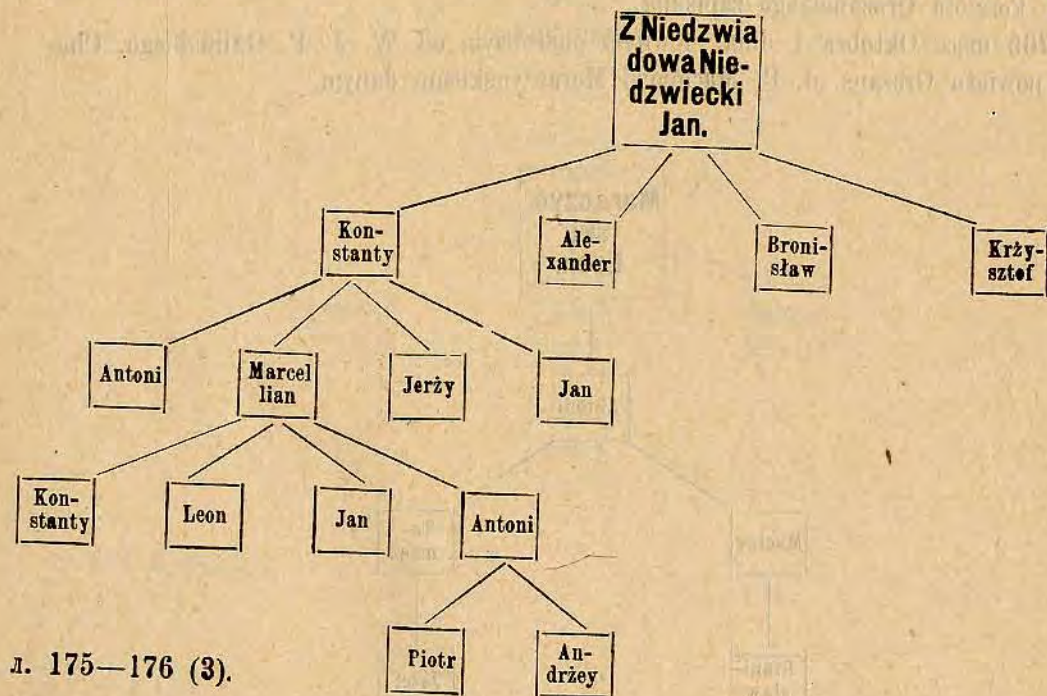 Z Niedzwia
dowa Nie-
dzwiecki
Jan.
Kon-
stanty
Ale-
xander
Broni-
sław
Krży-
sztof
Antoni
Marcel
lian
Jerży
Jan
Kon-
stanty
Leon
Jan
Antoni
Piotr
An-
drżey
л. 175—176 (3).